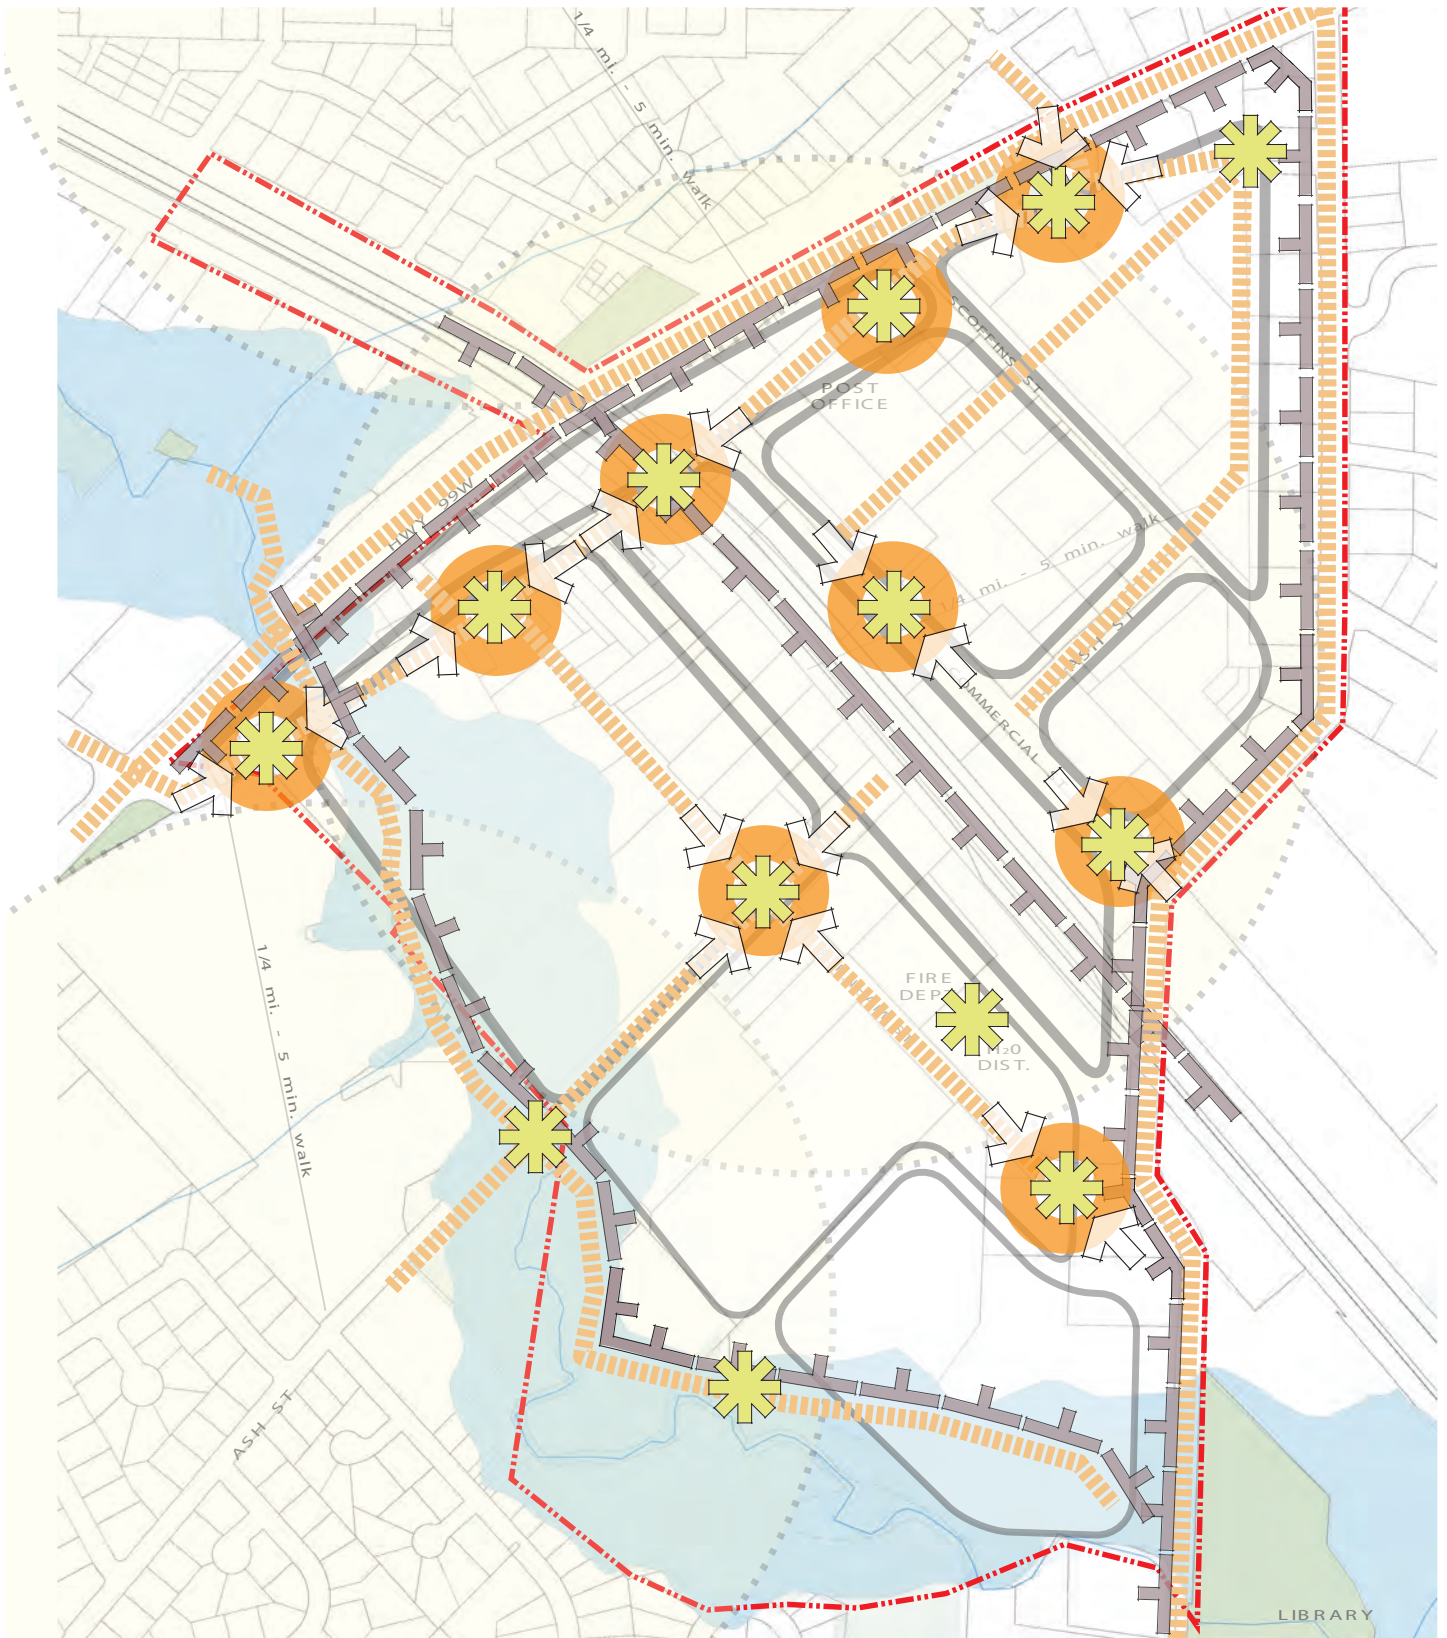 1/4 mi. - 5 min. walk
SCOFFINS ST
POST
OFFICE
HWY 99W
1/4 mi. - 5 min. walk
ASH ST
COMMERCIAL
1/4 mi. - 5 min. walk
FIRE
DEPT
H₂O
DIST.
ASH ST
LIBRARY